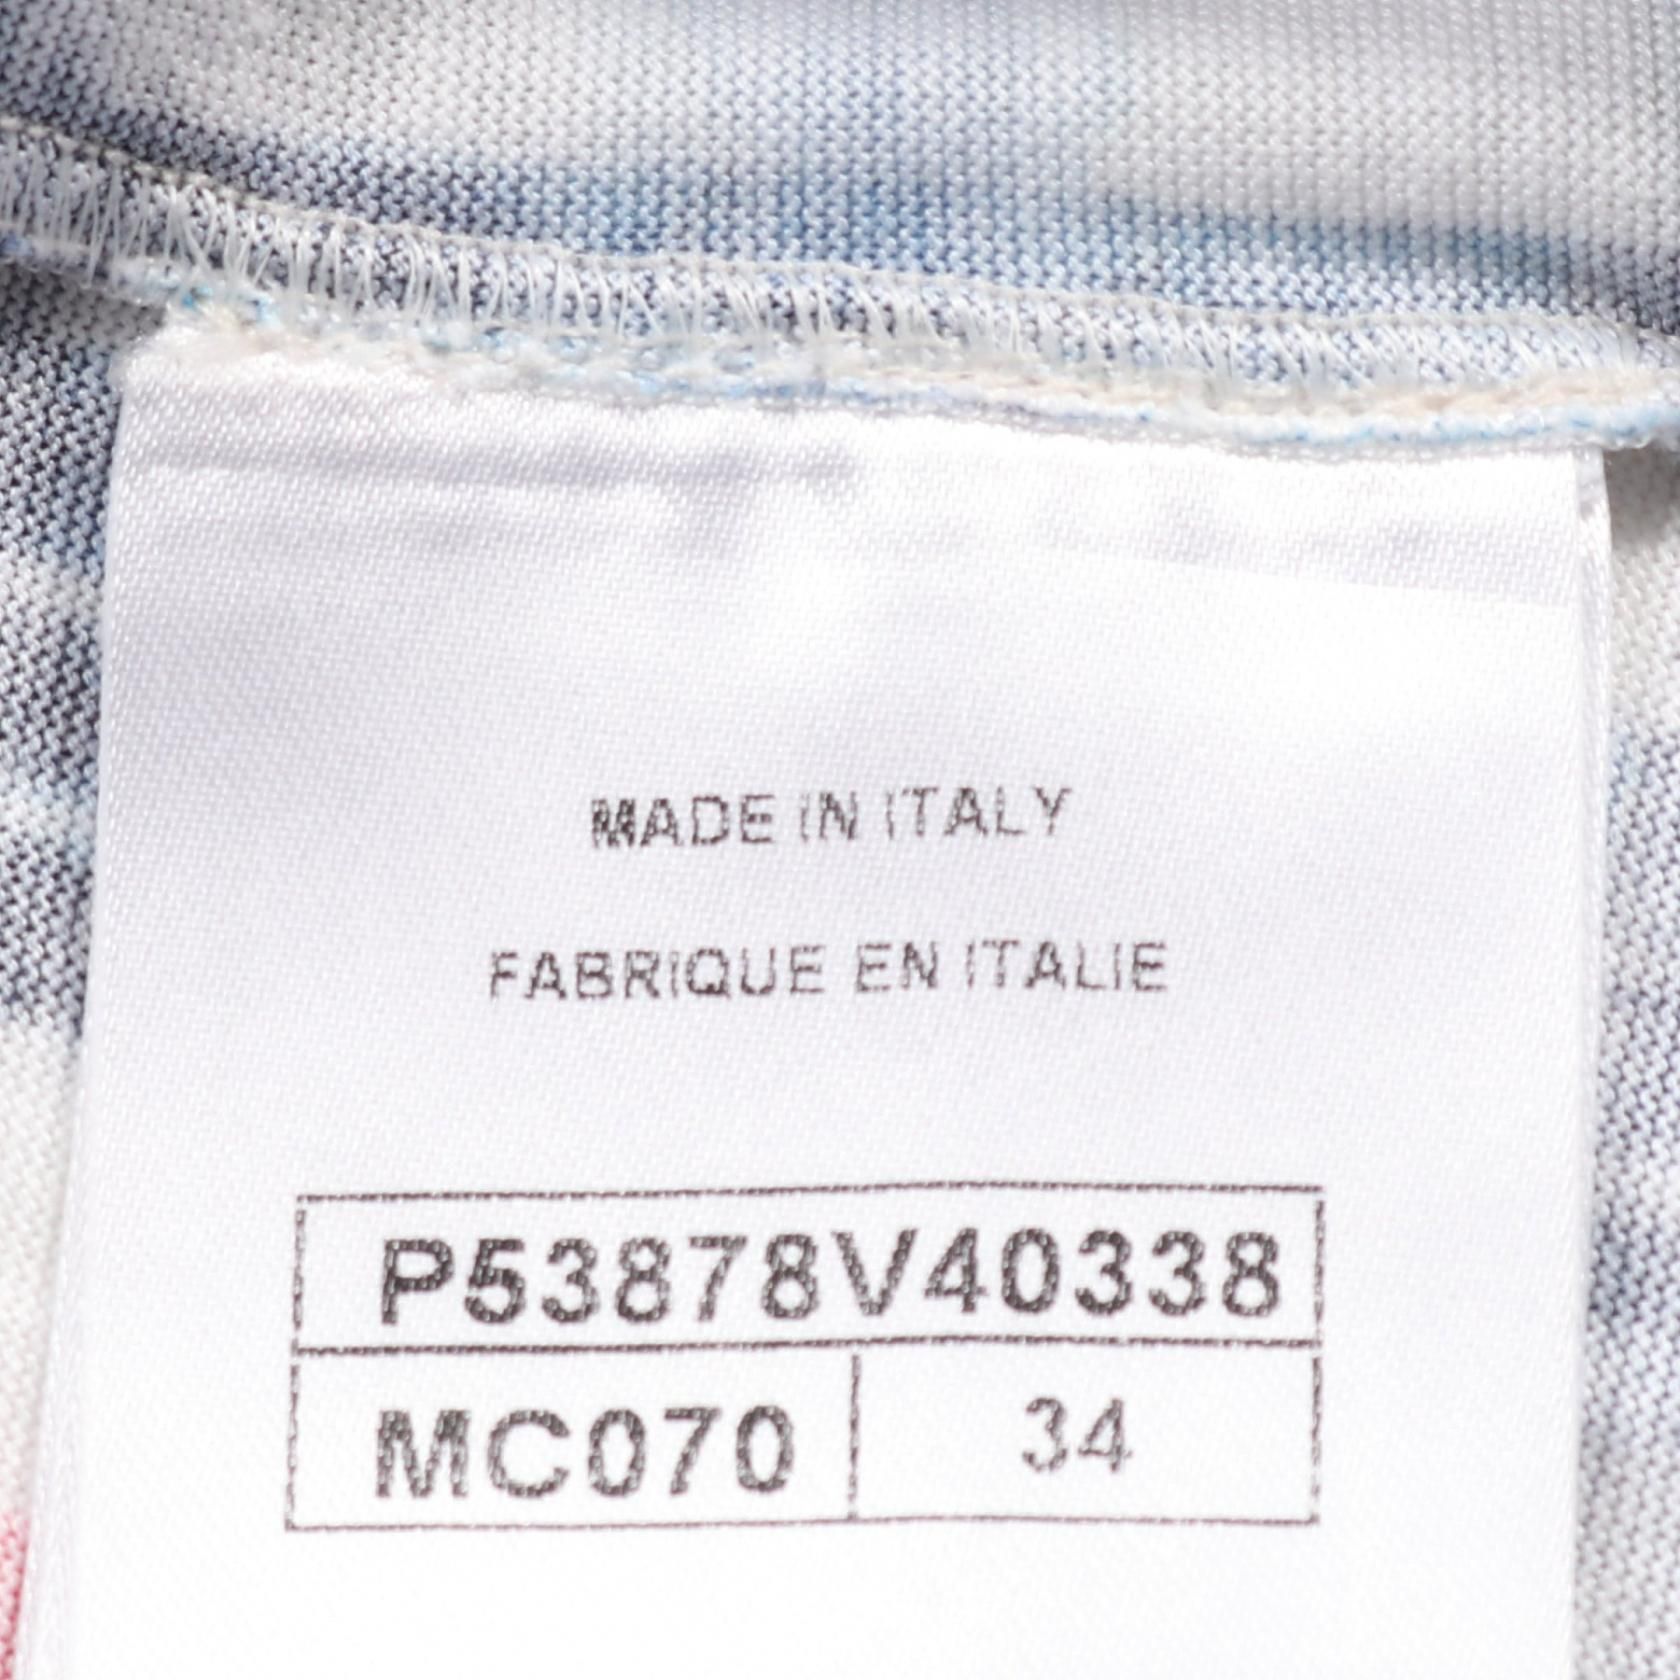 MADE IN ITALY
FABRIQUE EN ITALIE
P53878V40338
MC070 34